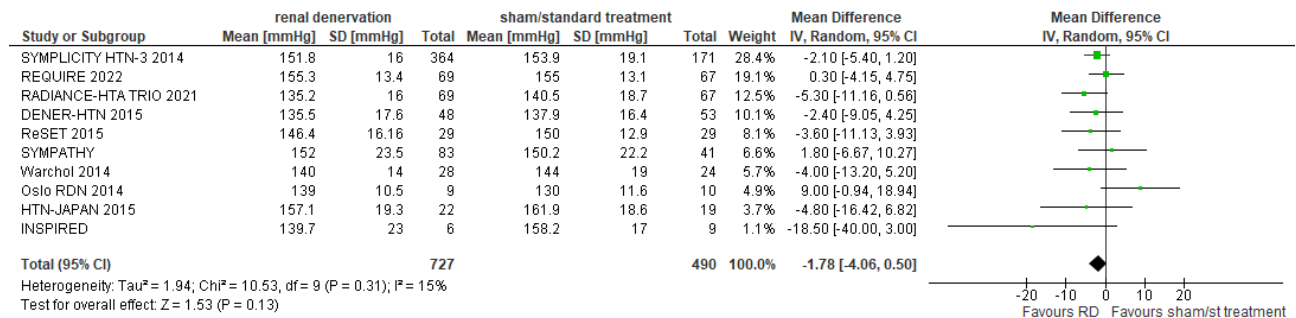 renal denervation sham/standard treatment Mean Difference Mean Difference
Study or Subgroup Mean [mmHg] SD [mmHg] Total Mean [mmHg] SD [mmHg] Total Weight IV, Random, 95% CI IV, Random, 95% CI
SYMPLICITY HTN-3 2014 151.8 16 364 153.9 19.1 171 28.4% -2.10 [-5.40, 1.20]
REQUIRE 2022 155.3 13.4 69 155 13.1 67 19.1% 0.30 [-4.15, 4.75]
RADIANCE-HTA TRIO 2021 135.2 16 69 140.5 18.7 67 12.5% -5.30 [-11.16, 0.56]
DENER-HTN 2015 135.5 17.6 48 137.9 16.4 53 10.1% -2.40 [-9.05, 4.25]
ReSET 2015 146.4 16.16 29 150 12.9 29 8.1% -3.60 [-11.13, 3.93]
SYMPATHY 152 23.5 83 150.2 22.2 41 6.6% 1.80 [-6.67, 10.27]
Warchol 2014 140 14 28 144 19 24 5.7% -4.00 [-13.20, 5.20]
Oslo RDN 2014 139 10.5 9 130 11.6 10 4.9% 9.00 [-0.94, 18.94]
HTN-JAPAN 2015 157.1 19.3 22 161.9 18.6 19 3.7% -4.80 [-16.42, 6.82]
INSPIRED 139.7 23 6 158.2 17 9 1.1% -18.50 [-40.00, 3.00]
Total (95% CI) 727 490 100.0% -1.78 [-4.06, 0.50]
Heterogeneity: Tau² = 1.94; Chi² = 10.53, df = 9 (P = 0.31); I² = 15%
Test for overall effect: Z = 1.53 (P = 0.13)
-20 -10 0 10 20
Favours RD Favours sham/st treatment